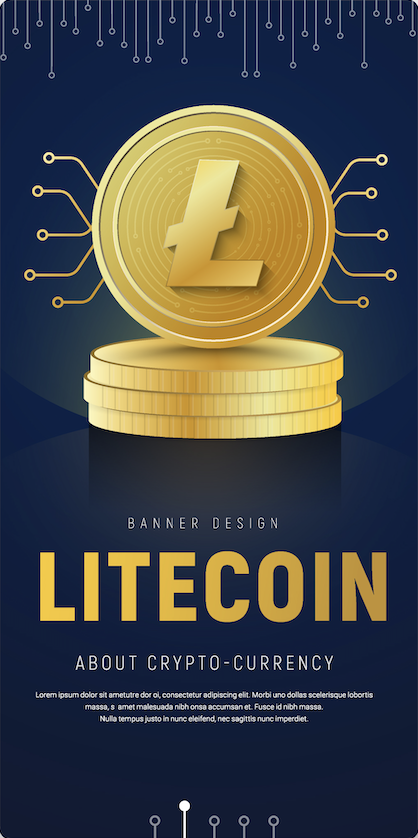 BANNER DESIGN
LITECOIN
ABOUT CRYPTO-CURRENCY
Lorem ipsum dolor sit ametutre dor oi, consectetur adipiscing elit. Morbi uno dollas scelerisque lobortis
massa, s amet malesuada nibh uno dapibus et. Fusce id nibh massa.
Nulla tempus justo in nunc eleifend, nec sagittis nunc imperdiet.